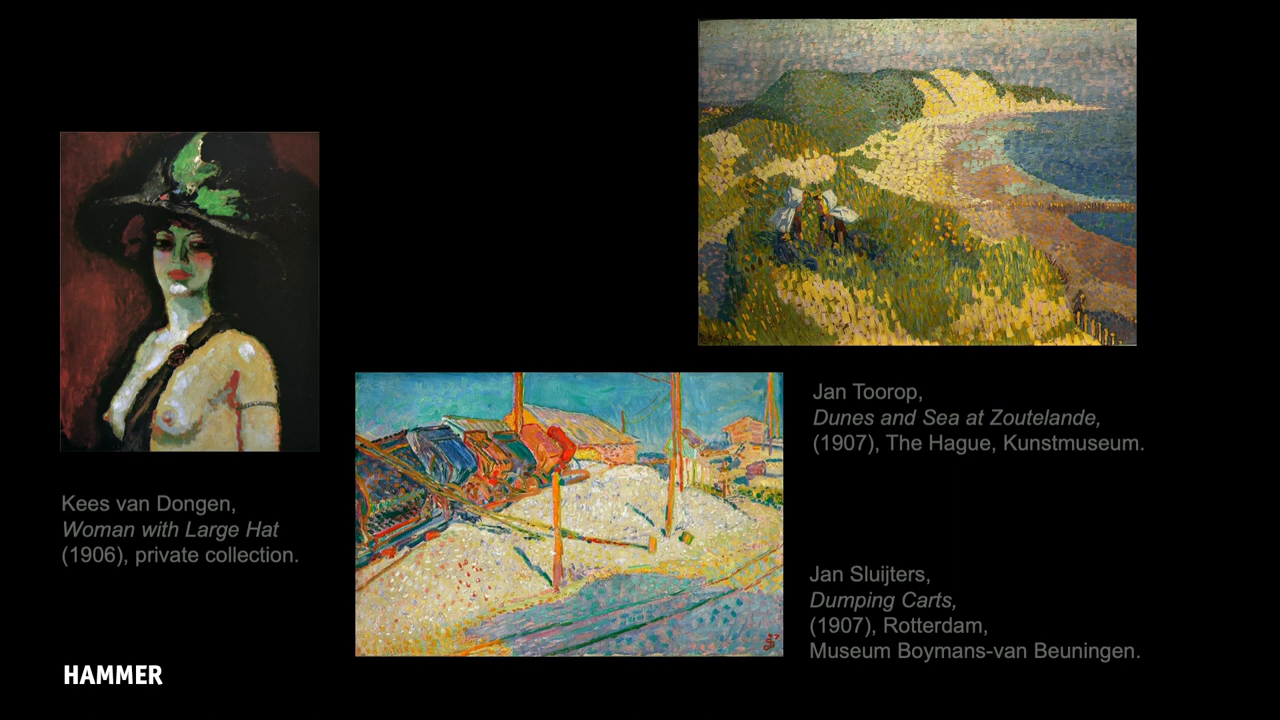 Kees van Dongen,
Woman with Large Hat
(1906), private collection.
Jan Toorop,
Dunes and Sea at Zoutelande,
(1907), The Hague, Kunstmuseum.
Jan Sluijters,
Dumping Carts,
(1907), Rotterdam,
Museum Boymans-van Beuningen.
HAMMER